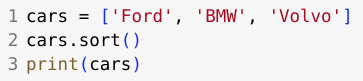 1 cars = ['Ford', 'BMW', 'Volvo']
2 cars.sort()
3 print(cars)